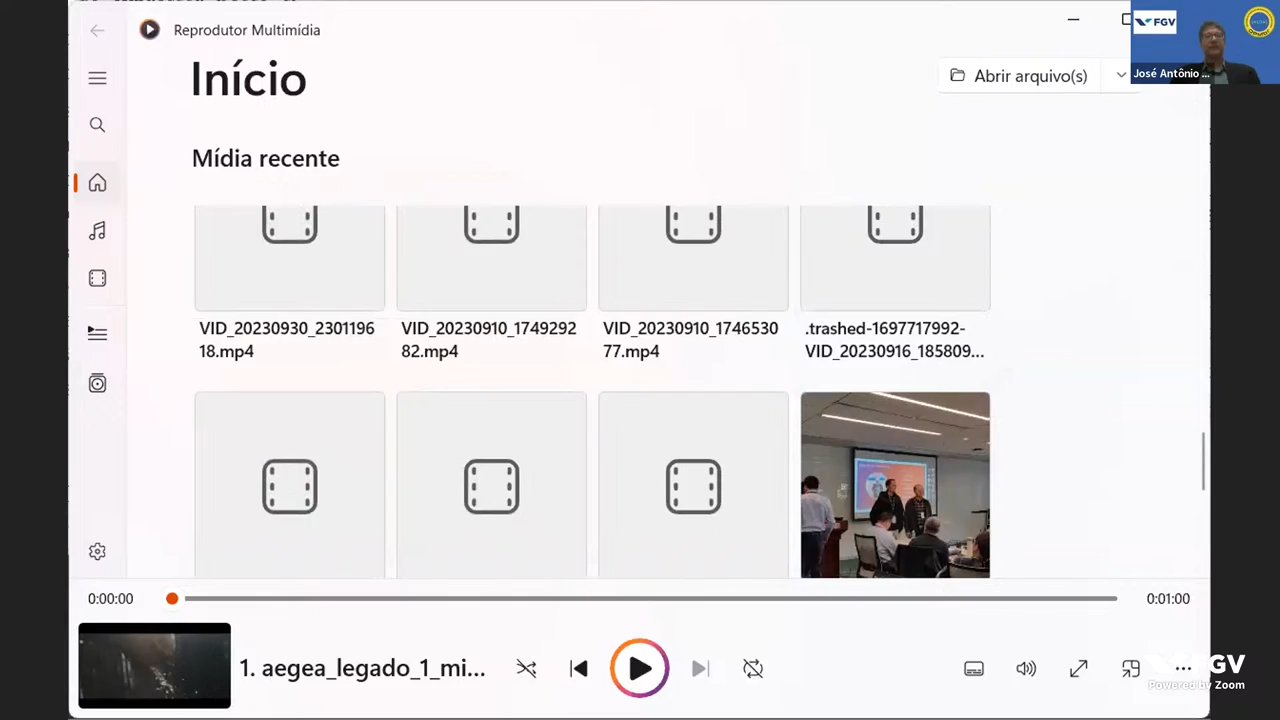 Reprodutor Multimídia
FGV
José Antônio ...
Início
Abrir arquivo(s)
Mídia recente
VID_20230930_2301196
18.mp4
VID_20230910_1749292
82.mp4
VID_20230910_1746530
77.mp4
.trashed-1697717992-
VID_20230916_185809...
0:00:00
0:01:00
1. aegea_legado_1_mi...
FGV
Powered by Zoom